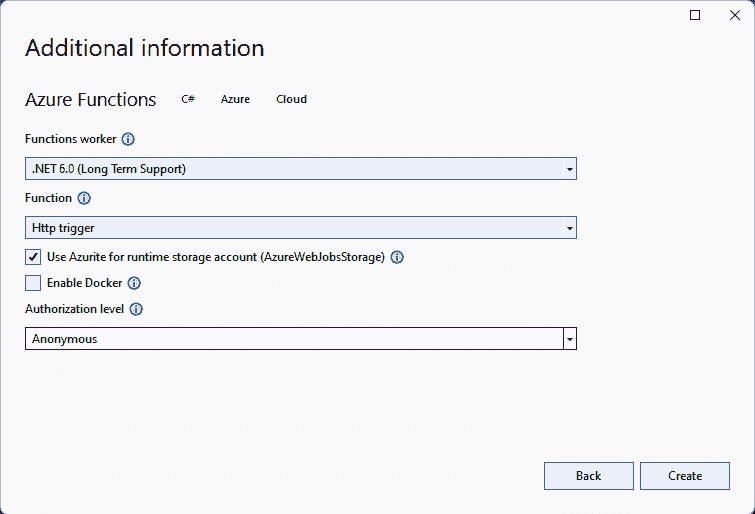 Additional information
Azure Functions C# Azure Cloud
Functions worker
.NET 6.0 (Long Term Support)
Function
Http trigger
Use Azurite for runtime storage account (AzureWebJobsStorage)
Enable Docker
Authorization level
Anonymous
Back Create